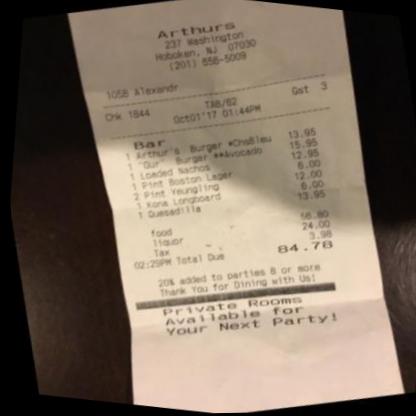 Arthurs
237 Washington
Hoboken, NJ 07030
(201) 656-5009
1058 Alexandr
Chk 1844 TAB/62 Gst 3
Oct01'17 01:44PM
Bar
1 Arthur's Burger *ChsBleu 13.95
1 "Our" Burger **Avocado 15.95
1 Loaded Nachos 12.95
1 Pint Boston Lager 6.00
2 Pint Yeungling 12.00
1 Kona Longboard 6.00
1 Quesadilla 13.95
food 56.80
liquor 24.00
Tax 3.98
02:29PM Total Due 84.78
20% added to parties 8 or more
Thank You for Dining with Us!
Private Rooms
Available for
Your Next Party!